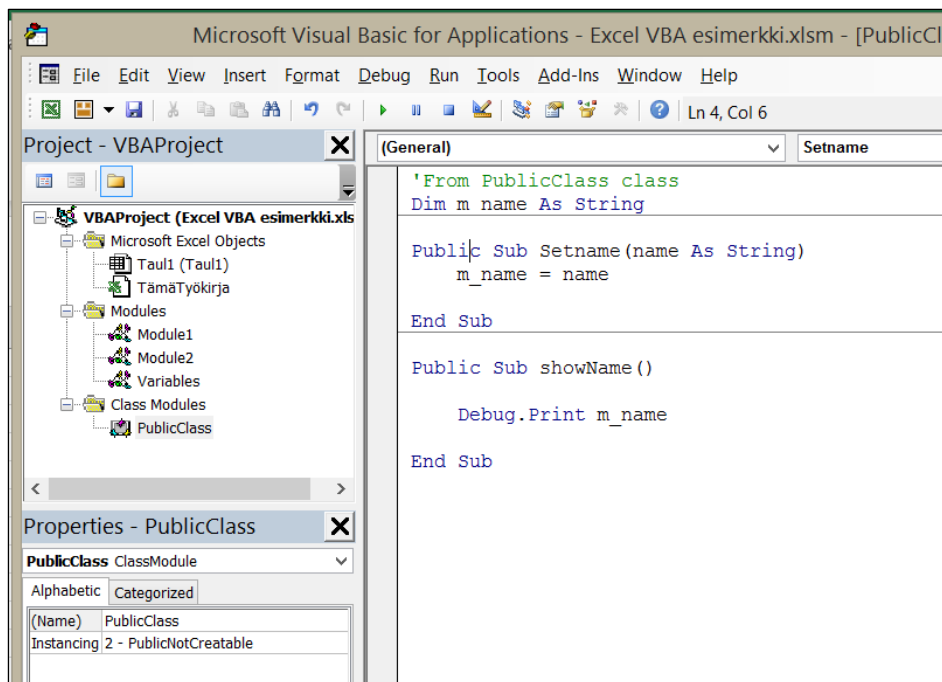 Microsoft Visual Basic for Applications - Excel VBA esimerkki.xlsm - [PublicCl
File Edit View Insert Format Debug Run Tools Add-Ins Window Help
Ln 4, Col 6
Project - VBAProject
(General) Setname
VBAProject (Excel VBA esimerkki.xls
Microsoft Excel Objects
Taul1 (Taul1)
TämäTyökirja
Modules
Module1
Module2
Variables
Class Modules
PublicClass
Properties - PublicClass
PublicClass ClassModule
Alphabetic Categorized
(Name) PublicClass
Instancing 2 - PublicNotCreatable
'From PublicClass class
Dim m_name As String
Public Sub Setname(name As String)
m_name = name
End Sub
Public Sub showName()
Debug.Print m_name
End Sub